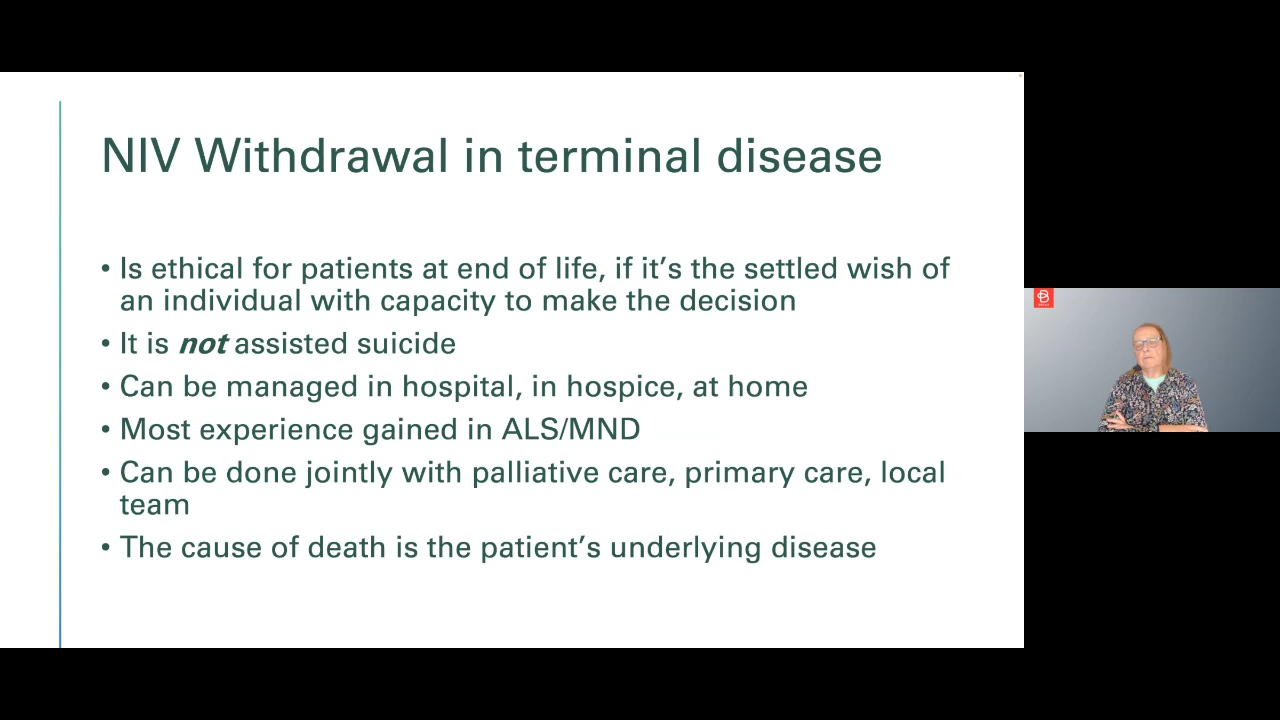 NIV Withdrawal in terminal disease
• Is ethical for patients at end of life, if it’s the settled wish of
an individual with capacity to make the decision
• It is not assisted suicide
• Can be managed in hospital, in hospice, at home
• Most experience gained in ALS/MND
• Can be done jointly with palliative care, primary care, local
team
• The cause of death is the patient’s underlying disease